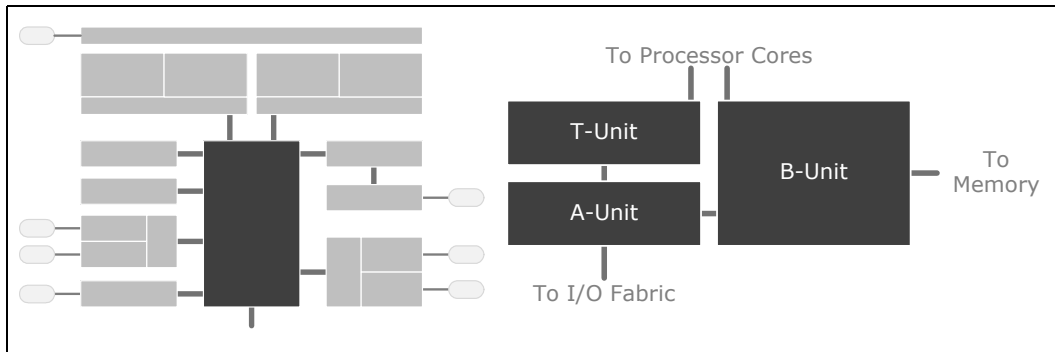 To Processor Cores
T-Unit
A-Unit
B-Unit
To
Memory
To I/O Fabric